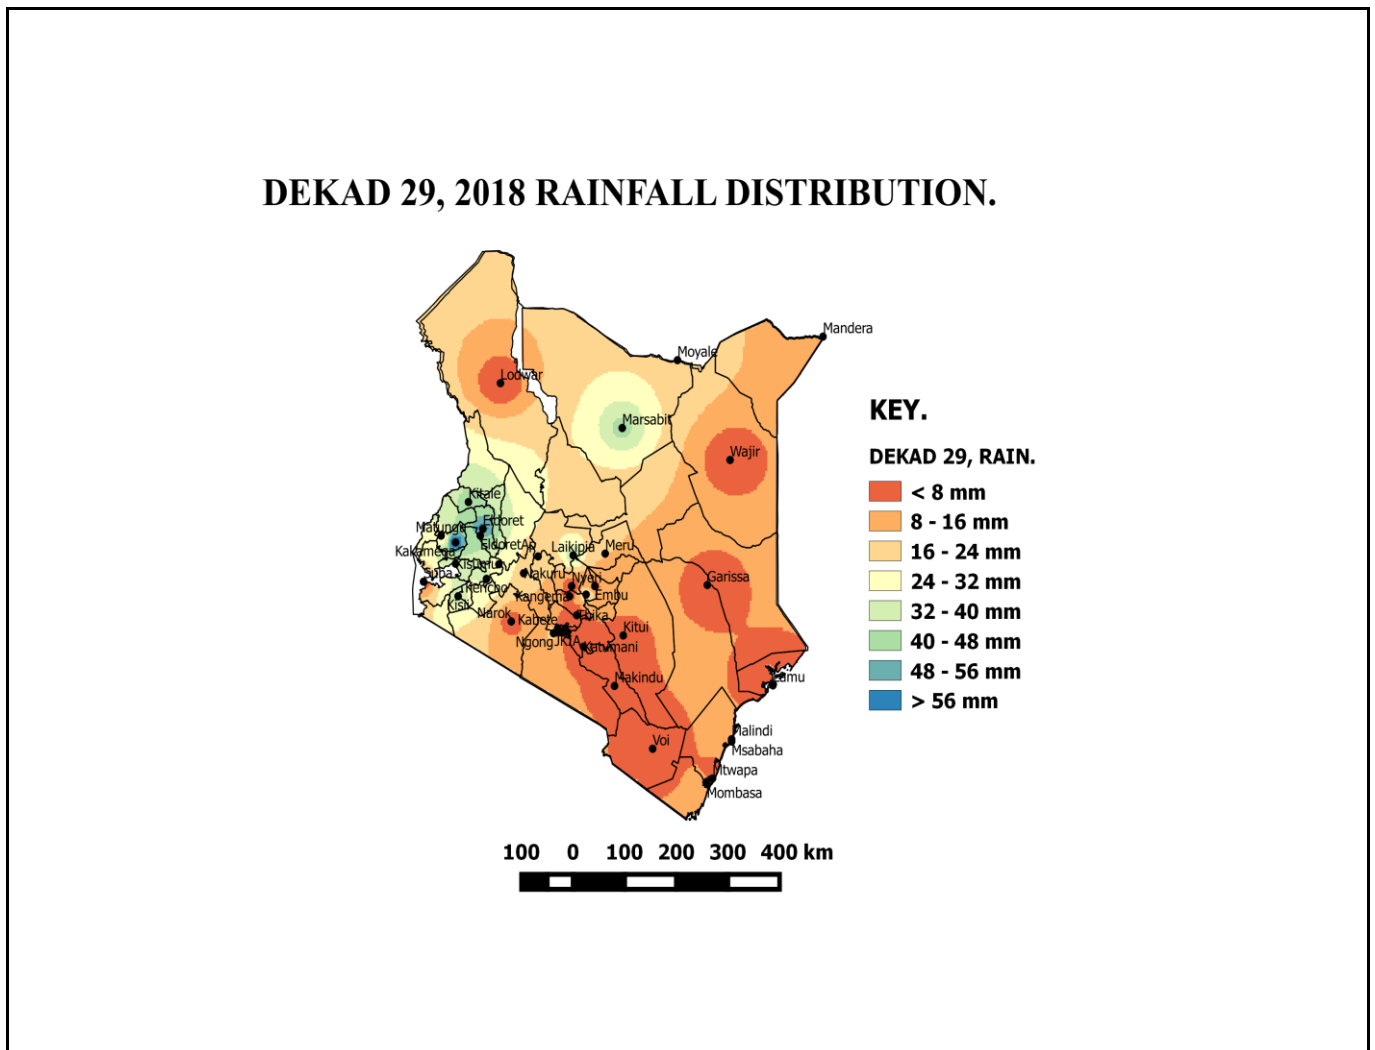 DEKAD 29, 2018 RAINFALL DISTRIBUTION.
Mandera
Moyale
Lodwar
Marsabit
Wajir
KEY.
DEKAD 29, RAIN.
< 8 mm
8 - 16 mm
16 - 24 mm
24 - 32 mm
32 - 40 mm
40 - 48 mm
48 - 56 mm
> 56 mm
Kitale
Eldoret
Matungu
EldoretAp
Kakamega
Laikipia
Meru
Kisumu
Suba
Nakuru
Nyeri
Garissa
Kericho
Kangema
Embu
Kisii
Narok
Kabete
Thika
Kitui
Ngong
JKIA
Katumani
Makindu
Lamu
Voi
Malindi
Msabaha
Mtwapa
Mombasa
100 0 100 200 300 400 km